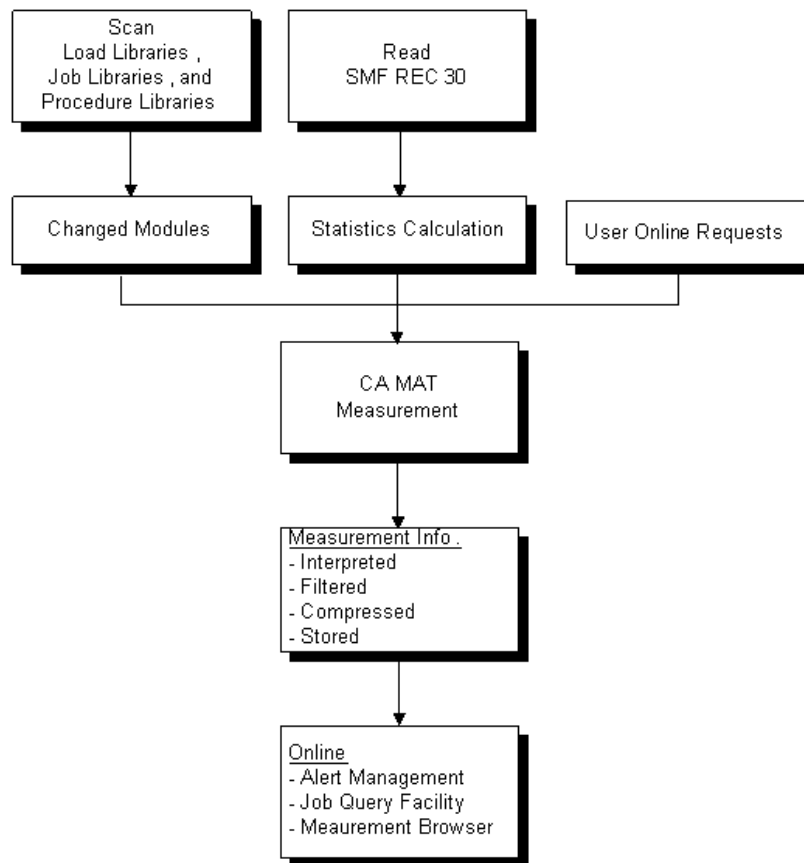 Scan
Load Libraries ,
Job Libraries , and
Procedure Libraries
Read
SMF REC 30
Changed Modules
Statistics Calculation
User Online Requests
CA MAT
Measurement
Measurement Info .
- Interpreted
- Filtered
- Compressed
- Stored
Online
- Alert Management
- Job Query Facility
- Meaurement Browser